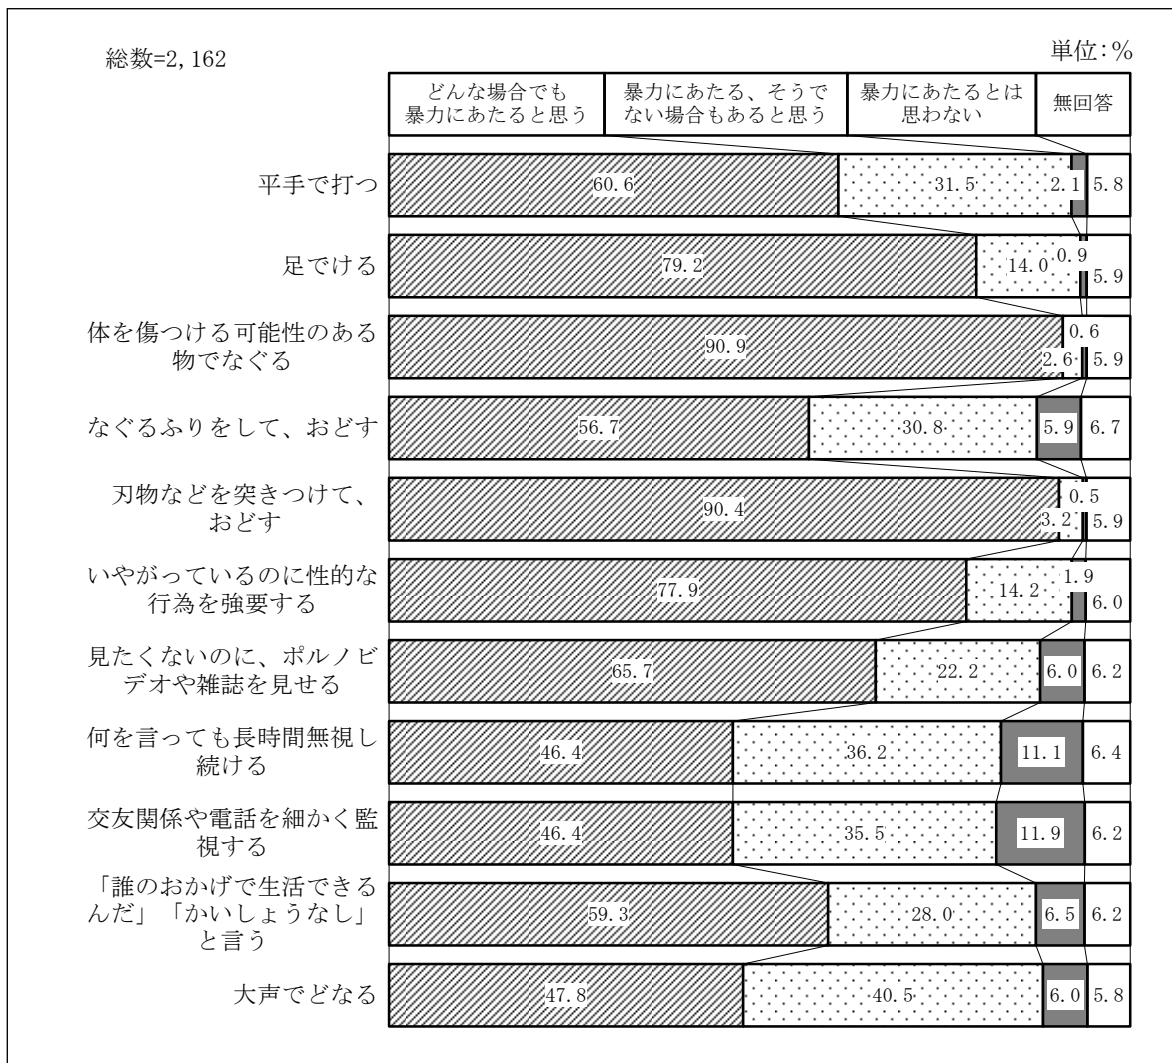 総数=2,162
単位:%
どんな場合でも
暴力にあたると思う
暴力にあたる、そうで
ない場合もあると思う
暴力にあたるとは
思わない
無回答
平手で打つ
60.6 31.5 2.1 5.8
足でける
79.2 14.0 0.9 5.9
体を傷つける可能性のある
物でなぐる
90.9 2.6 0.6 5.9
なぐるふりをして、おどす
56.7 30.8 5.9 6.7
刃物などを突きつけて、
おどす
90.4 3.2 0.5 5.9
いやがっているのに性的な
行為を強要する
77.9 14.2 1.9 6.0
見たくないのに、ポルノビ
デオや雑誌を見せる
65.7 22.2 6.0 6.2
何を言っても長時間無視し
続ける
46.4 36.2 11.1 6.4
交友関係や電話を細かく監
視する
46.4 35.5 11.9 6.2
「誰のおかげで生活できる
んだ」「かいしょうなし」
と言う
59.3 28.0 6.5 6.2
大声でどなる
47.8 40.5 6.0 5.8